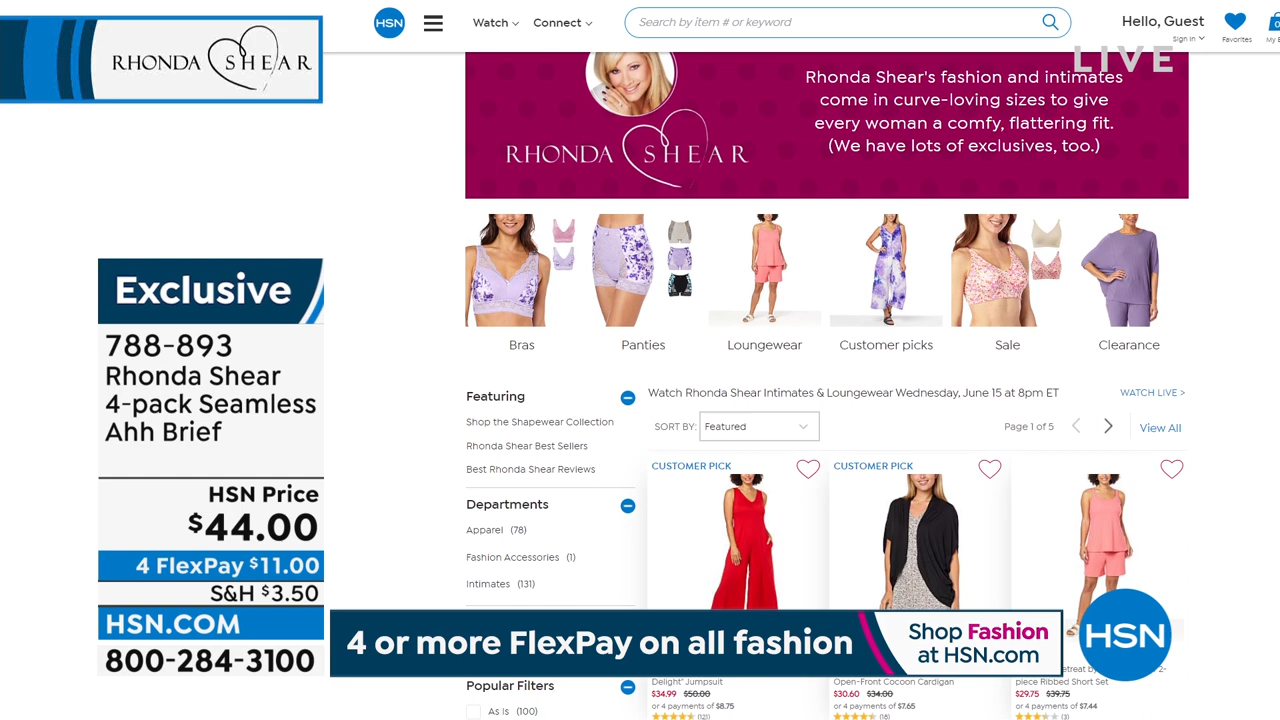 RHONDA SHEAR
HSN
Watch
Connect
Search by item # or keyword
Hello, Guest
Sign In
Favorites
0
LIVE
Rhonda Shear's fashion and intimates
come in curve-loving sizes to give
every woman a comfy, flattering fit.
(We have lots of exclusives, too.)
RHONDA SHEAR
Bras
Panties
Loungewear
Customer picks
Sale
Clearance
Exclusive
788-893
Rhonda Shear
4-pack Seamless
Ahh Brief
HSN Price
$44.00
4 FlexPay $11.00
S&H $3.50
HSN.COM
800-284-3100
Featuring
Shop the Shapewear Collection
Rhonda Shear Best Sellers
Best Rhonda Shear Reviews
Departments
Apparel (78)
Fashion Accessories (1)
Intimates (131)
Popular Filters
As Is (100)
Watch Rhonda Shear Intimates & Loungewear Wednesday, June 15 at 8pm ET
WATCH LIVE >
SORT BY: Featured
Page 1 of 5
View All
CUSTOMER PICK
CUSTOMER PICK
Delight" Jumpsuit
$34.99 $50.00
or 4 payments of $8.75
(121)
Open-Front Cocoon Cardigan
$30.60 $34.00
or 4 payments of $7.65
(18)
2-
piece Ribbed Short Set
$29.75 $39.75
or 4 payments of $7.44
(3)
4 or more FlexPay on all fashion
Shop Fashion
at HSN.com
HSN